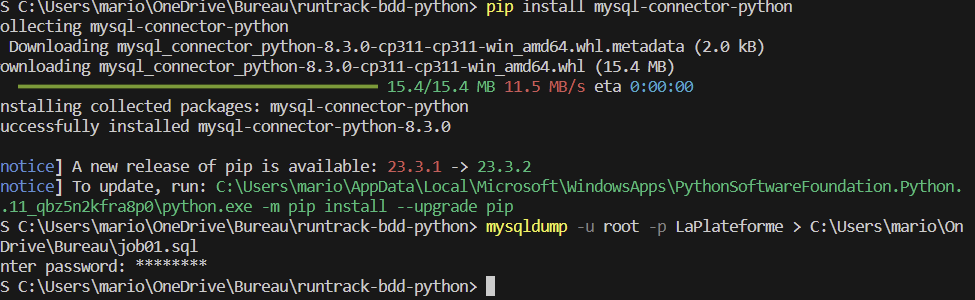 S C:\Users\mario\OneDrive\Bureau\runtrack-bdd-python> pip install mysql-connector-python
ollecting mysql-connector-python
 Downloading mysql_connector_python-8.3.0-cp311-cp311-win_amd64.whl.metadata (2.0 kB)
ownloading mysql_connector_python-8.3.0-cp311-cp311-win_amd64.whl (15.4 MB)
15.4/15.4 MB 11.5 MB/s eta 0:00:00
nstalling collected packages: mysql-connector-python
uccessfully installed mysql-connector-python-8.3.0
notice] A new release of pip is available: 23.3.1 -> 23.3.2
notice] To update, run: C:\Users\mario\AppData\Local\Microsoft\WindowsApps\PythonSoftwareFoundation.Python.
.11_qbz5n2kfra8p0\python.exe -m pip install --upgrade pip
S C:\Users\mario\OneDrive\Bureau\runtrack-bdd-python> mysqldump -u root -p LaPlateforme > C:\Users\mario\On
Drive\Bureau\job01.sql
nter password: ********
S C:\Users\mario\OneDrive\Bureau\runtrack-bdd-python>